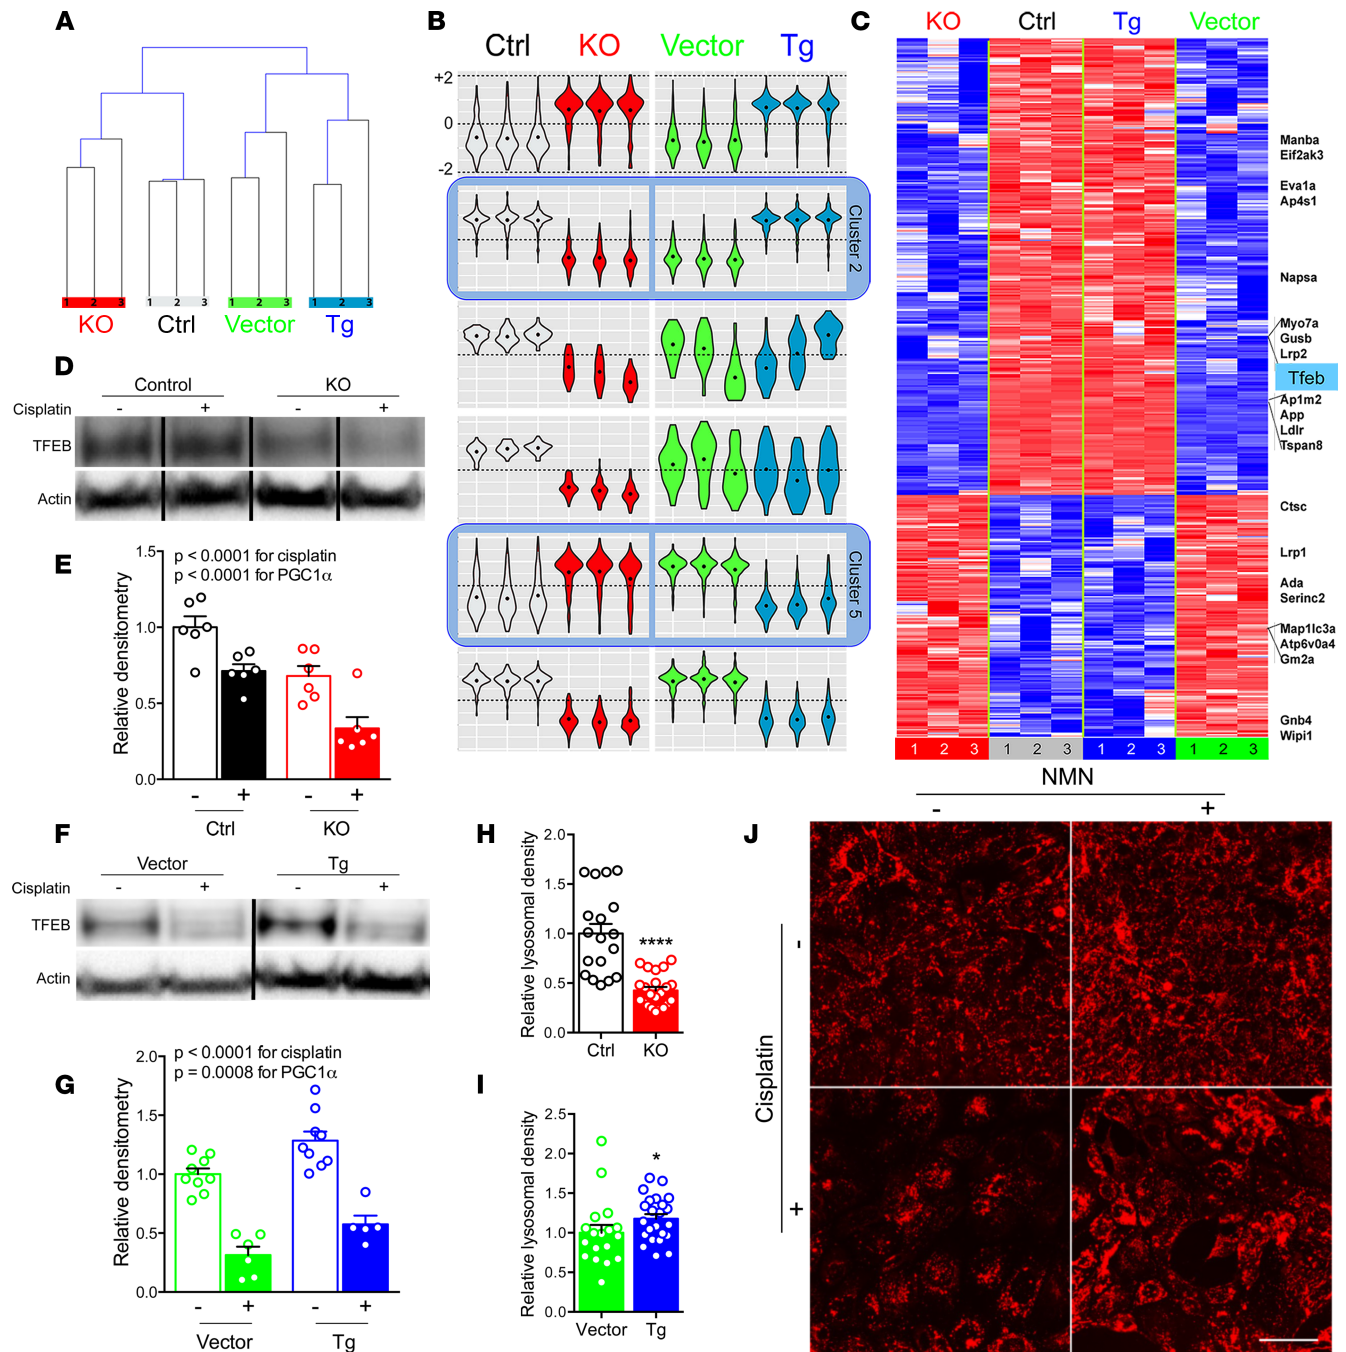 A
1 2 3 1 2 3 1 2 3 1 2 3
KO Ctrl Vector Tg
B
Ctrl KO Vector Tg
+2
0
-2
Cluster 2
Cluster 5
C
KO Ctrl Tg Vector
Manba
Eif2ak3
Eva1a
Ap4s1
Napsa
Myo7a
Gusb
Lrp2
Tfeb
Ap1m2
App
Ldlr
Tspan8
Ctsc
Lrp1
Ada
Serinc2
Map1lc3a
Atp6v0a4
Gm2a
Gnb4
Wipi1
1 2 3 1 2 3 1 2 3 1 2 3
D
Control KO
Cisplatin - + - +
TFEB
Actin
E
p < 0.0001 for cisplatin
p < 0.0001 for PGC1α
Relative densitometry
1.5
1.0
0.5
0.0
- + - +
Ctrl KO
F
Vector Tg
Cisplatin - + - +
TFEB
Actin
G
p < 0.0001 for cisplatin
p = 0.0008 for PGC1α
Relative densitometry
2.0
1.5
1.0
0.5
0.0
- + - +
Vector Tg
H
Relative lysosomal density
2.0
1.5
1.0
0.5
0.0
****
Ctrl KO
I
Relative lysosomal density
2.5
2.0
1.5
1.0
0.5
0.0
*
Vector Tg
J
NMN
- +
Cisplatin
-
+